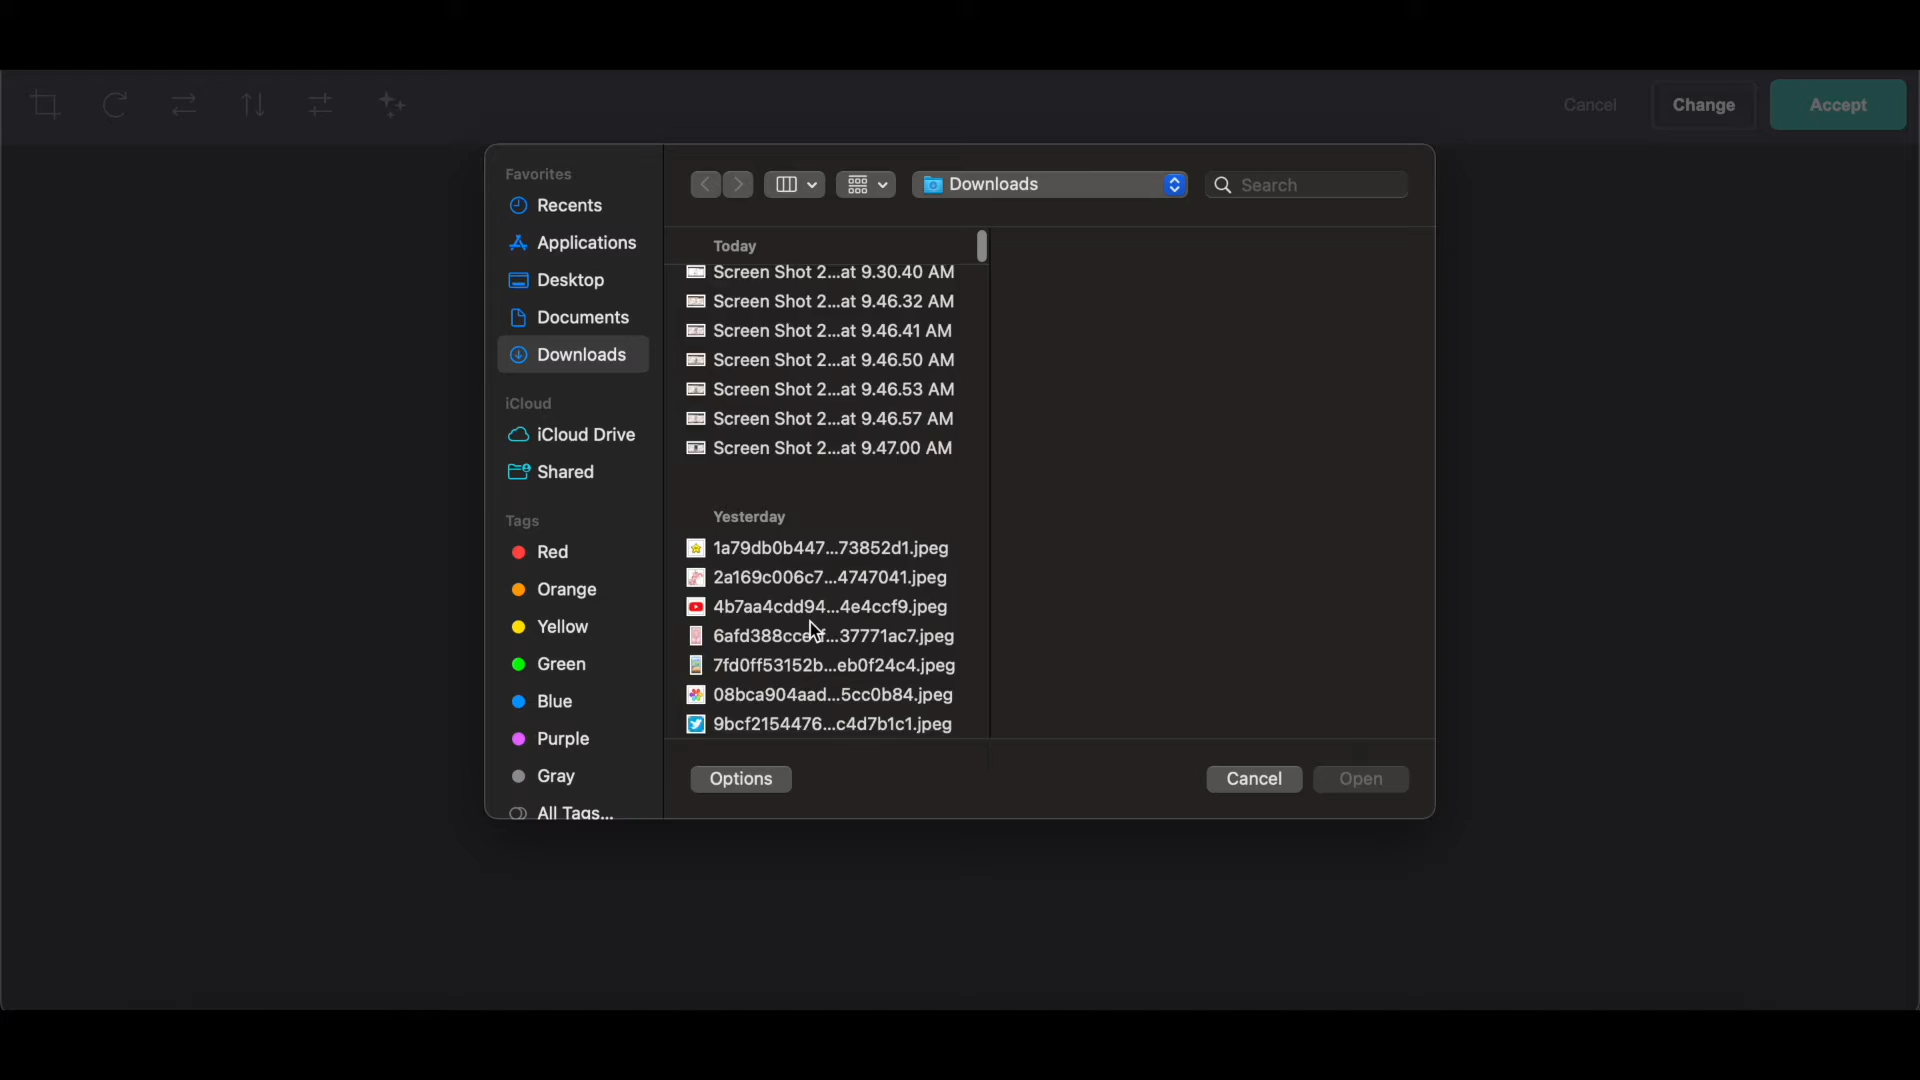 Cancel
Change
Accept
Favorites
Recents
Applications
Desktop
Documents
Downloads
iCloud
iCloud Drive
Shared
Tags
Red
Orange
Yellow
Green
Blue
Purple
Gray
All Tags...
Downloads
Search
Today
Screen Shot 2...at 9.30.40 AM
Screen Shot 2...at 9.46.32 AM
Screen Shot 2...at 9.46.41 AM
Screen Shot 2...at 9.46.50 AM
Screen Shot 2...at 9.46.53 AM
Screen Shot 2...at 9.46.57 AM
Screen Shot 2...at 9.47.00 AM
Yesterday
1a79db0b447...73852d1.jpeg
2a169c006c7...4747041.jpeg
4b7aa4cdd94...4e4ccf9.jpeg
7fd0ff53152b...eb0f24c4.jpeg
08bca904aad...5cc0b84.jpeg
9bcf2154476...c4d7b1c1.jpeg
Options
Cancel
Open